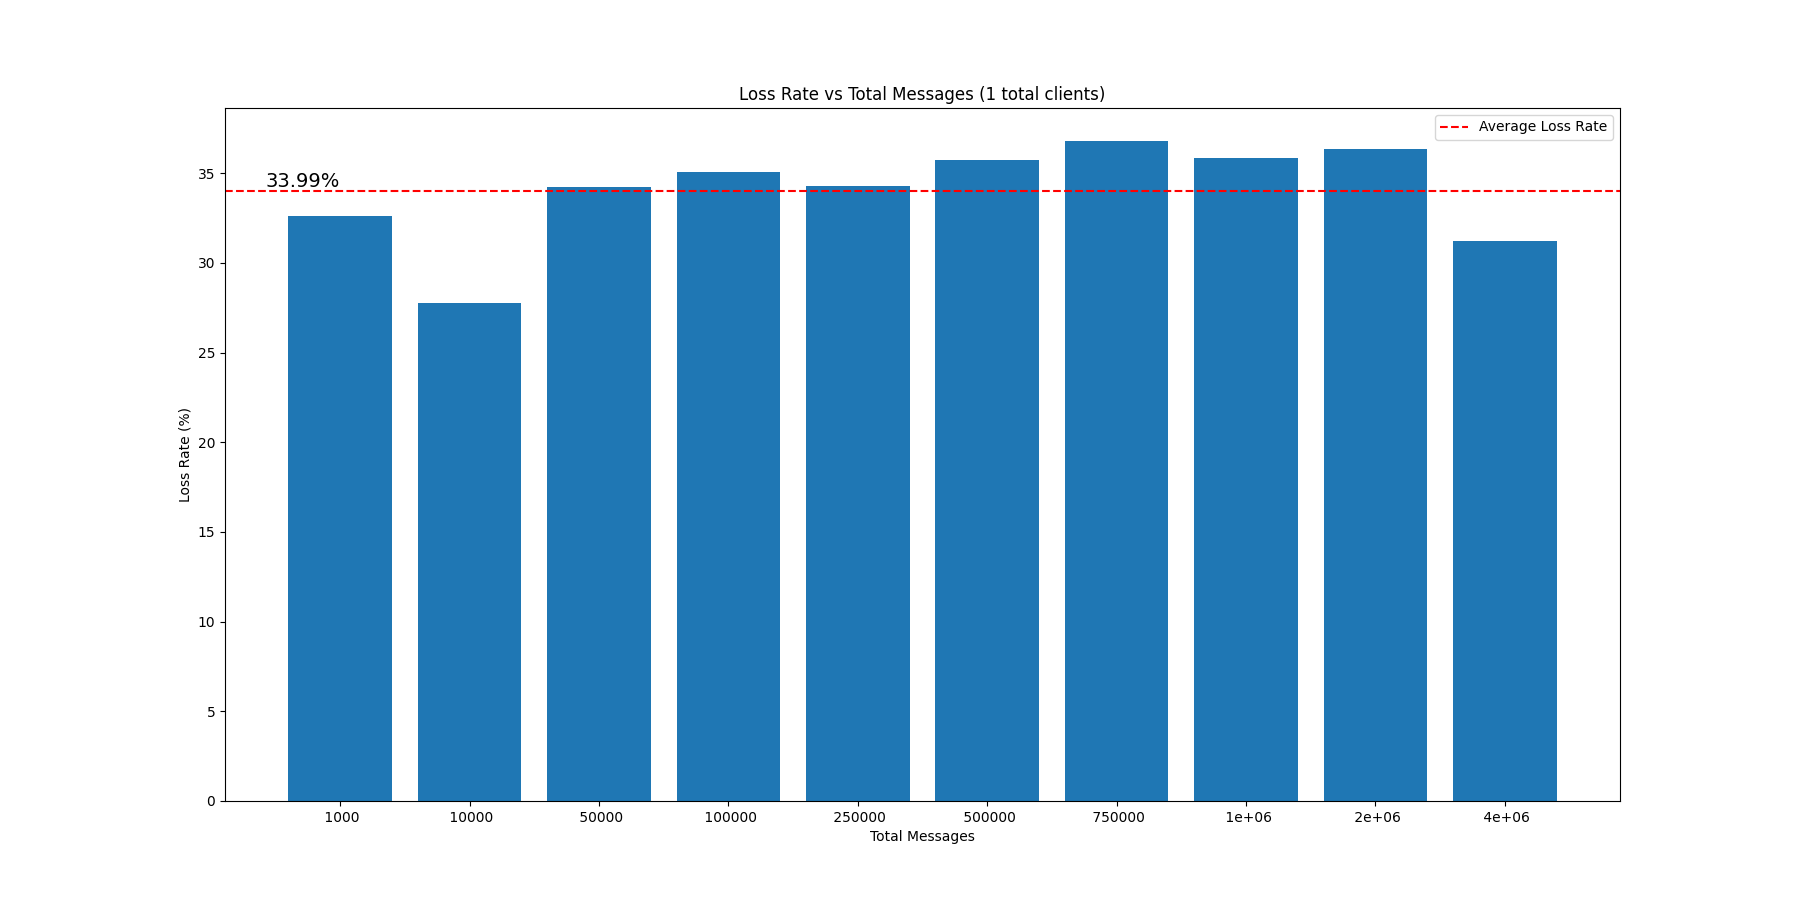 Loss Rate vs Total Messages (1 total clients)
Average Loss Rate
33.99%
35
30
25
20
15
10
5
0
Loss Rate (%)
1000 10000 50000 100000 250000 500000 750000 1e+06 2e+06 4e+06
Total Messages